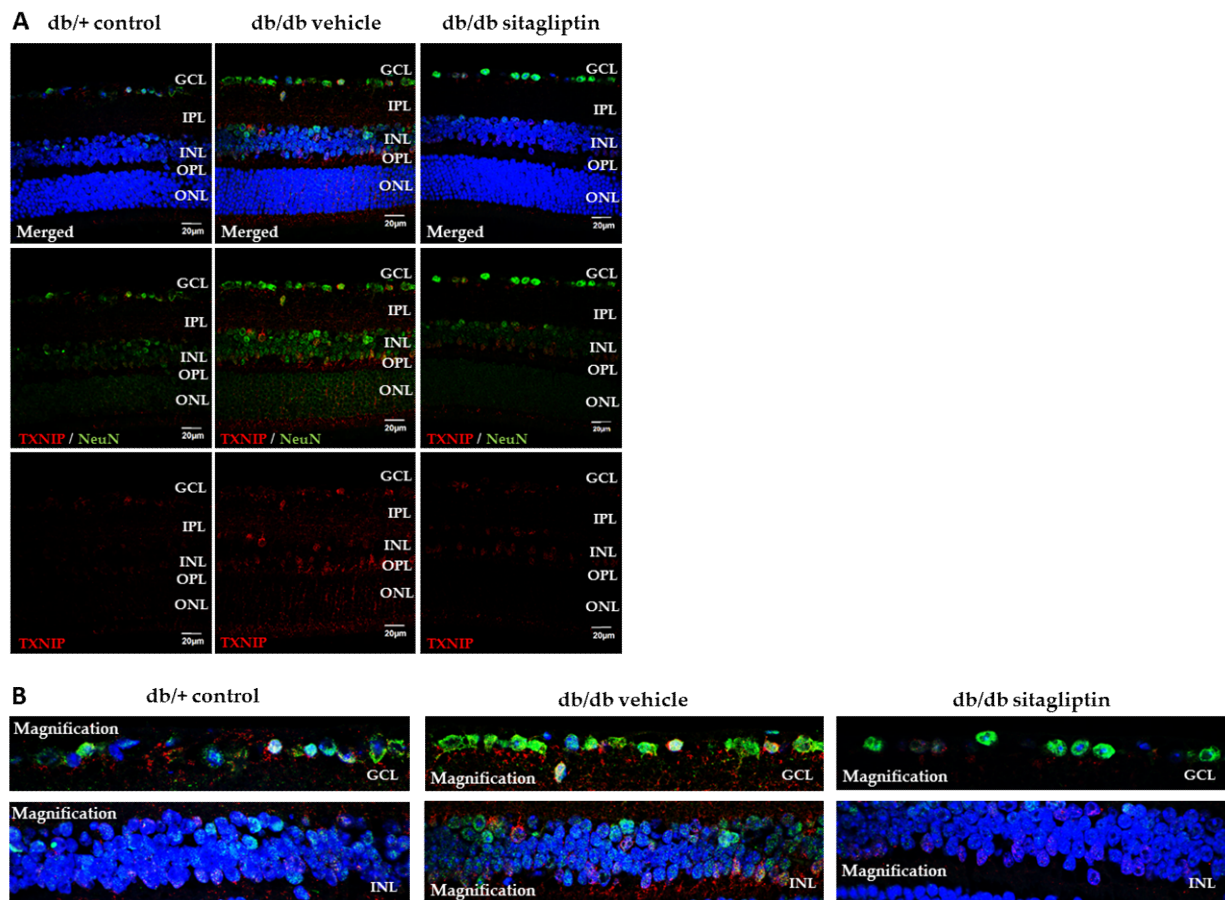 A
db/+ control db/db vehicle db/db sitagliptin
GCL GCL GCL
IPL IPL IPL
INL INL INL
OPL OPL OPL
ONL ONL ONL
20µm 20µm 20µm
Merged Merged Merged
GCL GCL GCL
IPL IPL IPL
INL INL INL
OPL OPL OPL
ONL ONL ONL
20µm 20µm 20µm
TXNIP / NeuN TXNIP / NeuN TXNIP / NeuN
GCL GCL GCL
IPL IPL IPL
INL INL INL
OPL OPL OPL
ONL ONL ONL
20µm 20µm 20µm
TXNIP TXNIP TXNIP
B
db/+ control db/db vehicle db/db sitagliptin
Magnification
GCL
Magnification GCL
Magnification GCL
Magnification
INL
Magnification INL
Magnification
INL